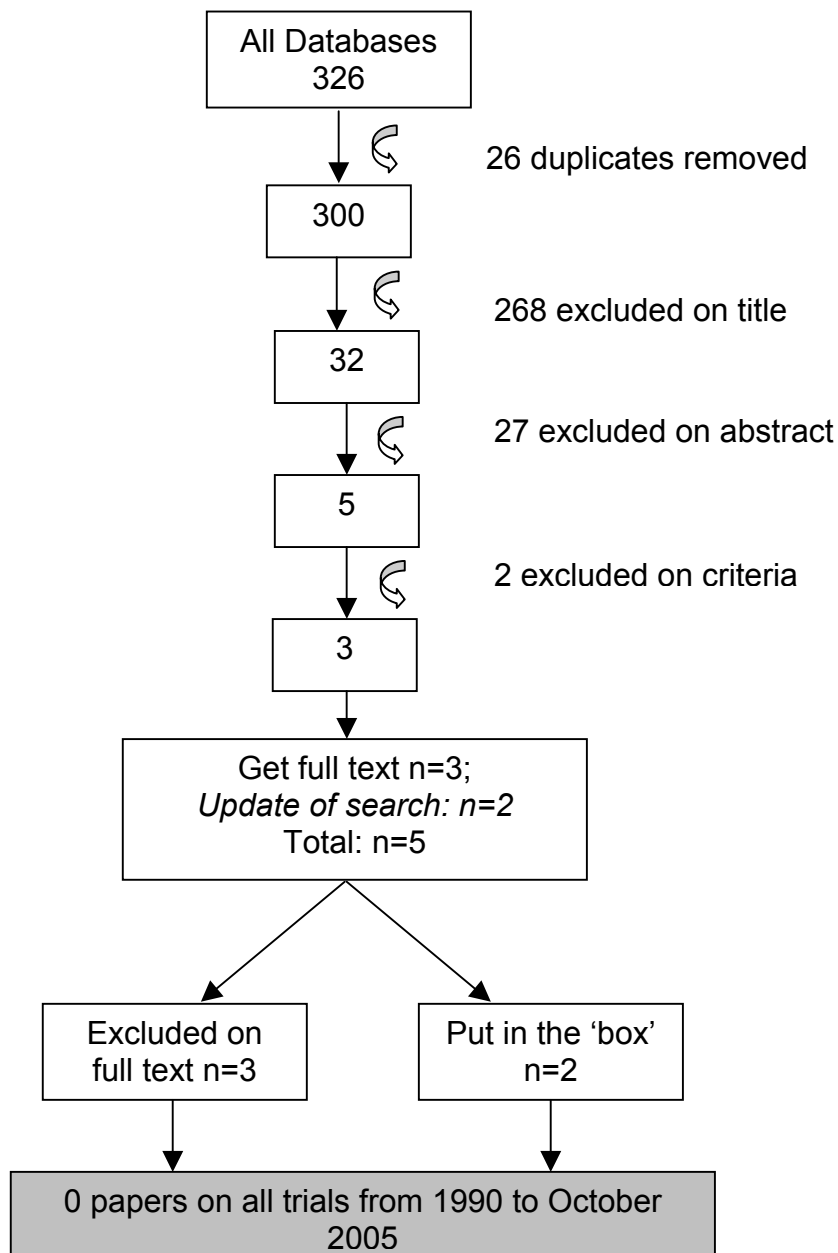 All Databases
326
26 duplicates removed
300
268 excluded on title
32
27 excluded on abstract
5
2 excluded on criteria
3
Get full text n=3;
Update of search: n=2
Total: n=5
Excluded on
full text n=3
Put in the ‘box’
n=2
0 papers on all trials from 1990 to October
2005